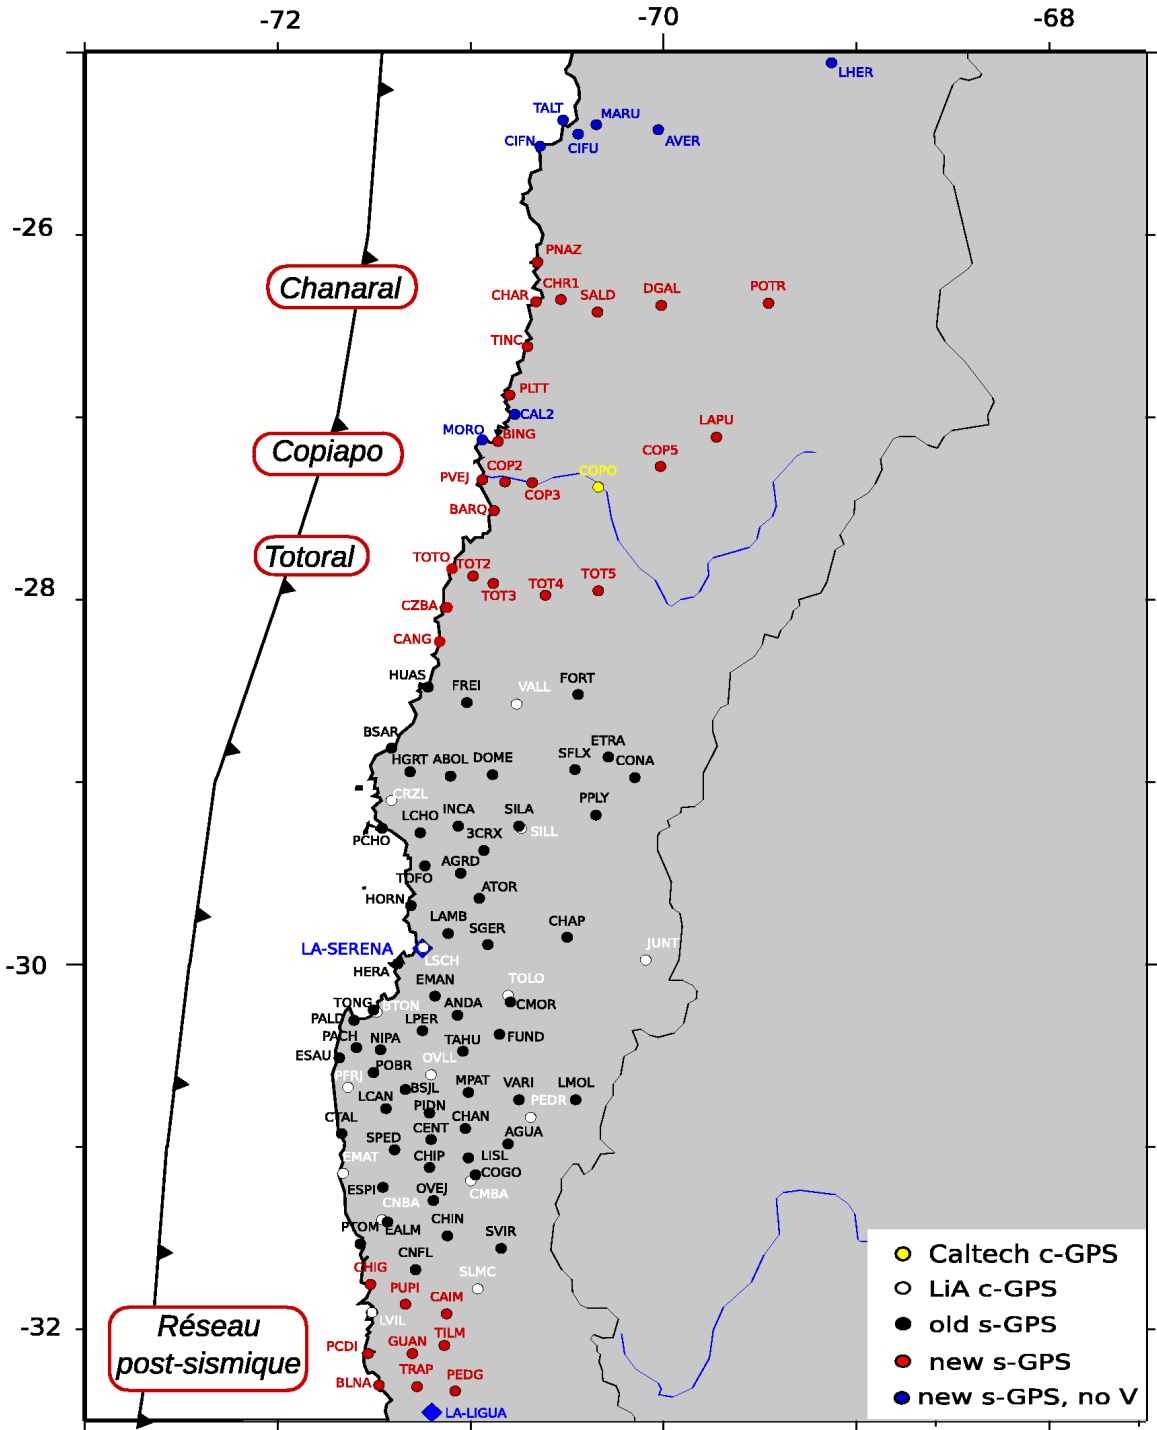 -72 -70 -68
LHER
TALT
MARU
CIFN
CIFU
AVER
-26
PNAZ
Chanaral
CHAR
CHR1
SALD
DGAL
POTR
TINC
PLTT
CAL2
MORO
BING
LAPU
Copiapo
PVEJ
COP2
COP3
COPO
COP5
BARQ
Totoral
TOTO
TOT2
TOT3
TOT4
TOT5
-28
CZBA
CANG
HUAS
FREI
VALL
FORT
BSAR
HGRT
ABOL
DOME
SFLX
ETRA
CONA
CRZL
LCHO
INCA
SILA
SILL
PPLY
PCHO
3CRX
TOFO
AGRD
ATOR
HORN
LAMB
SGER
CHAP
LA-SERENA
LSCH
JUNT
-30
HERA
EMAN
TOLO
TONG
BTON
ANDA
CMOR
PALD
LPER
FUND
PACH
NIPA
TAHU
ESAU
POBR
OVLL
PFRJ
BSJL
MPAT
VARI
LMOL
LCAN
PIDN
PEDR
CTAL
CENT
CHAN
SPED
AGUA
EMAT
CHIP
LISL
COGO
ESPI
OVEJ
CMBA
CNBA
PTOM
EALM
CHIN
SVIR
CNFL
CHIG
SLMC
PUPI
CAIM
LVIL
-32
TILM
Réseau
post-sismique
PCDI
GUAN
BLNA
TRAP
PEDG
LA-LIGUA
Caltech c-GPS
LiA c-GPS
old s-GPS
new s-GPS
new s-GPS, no V